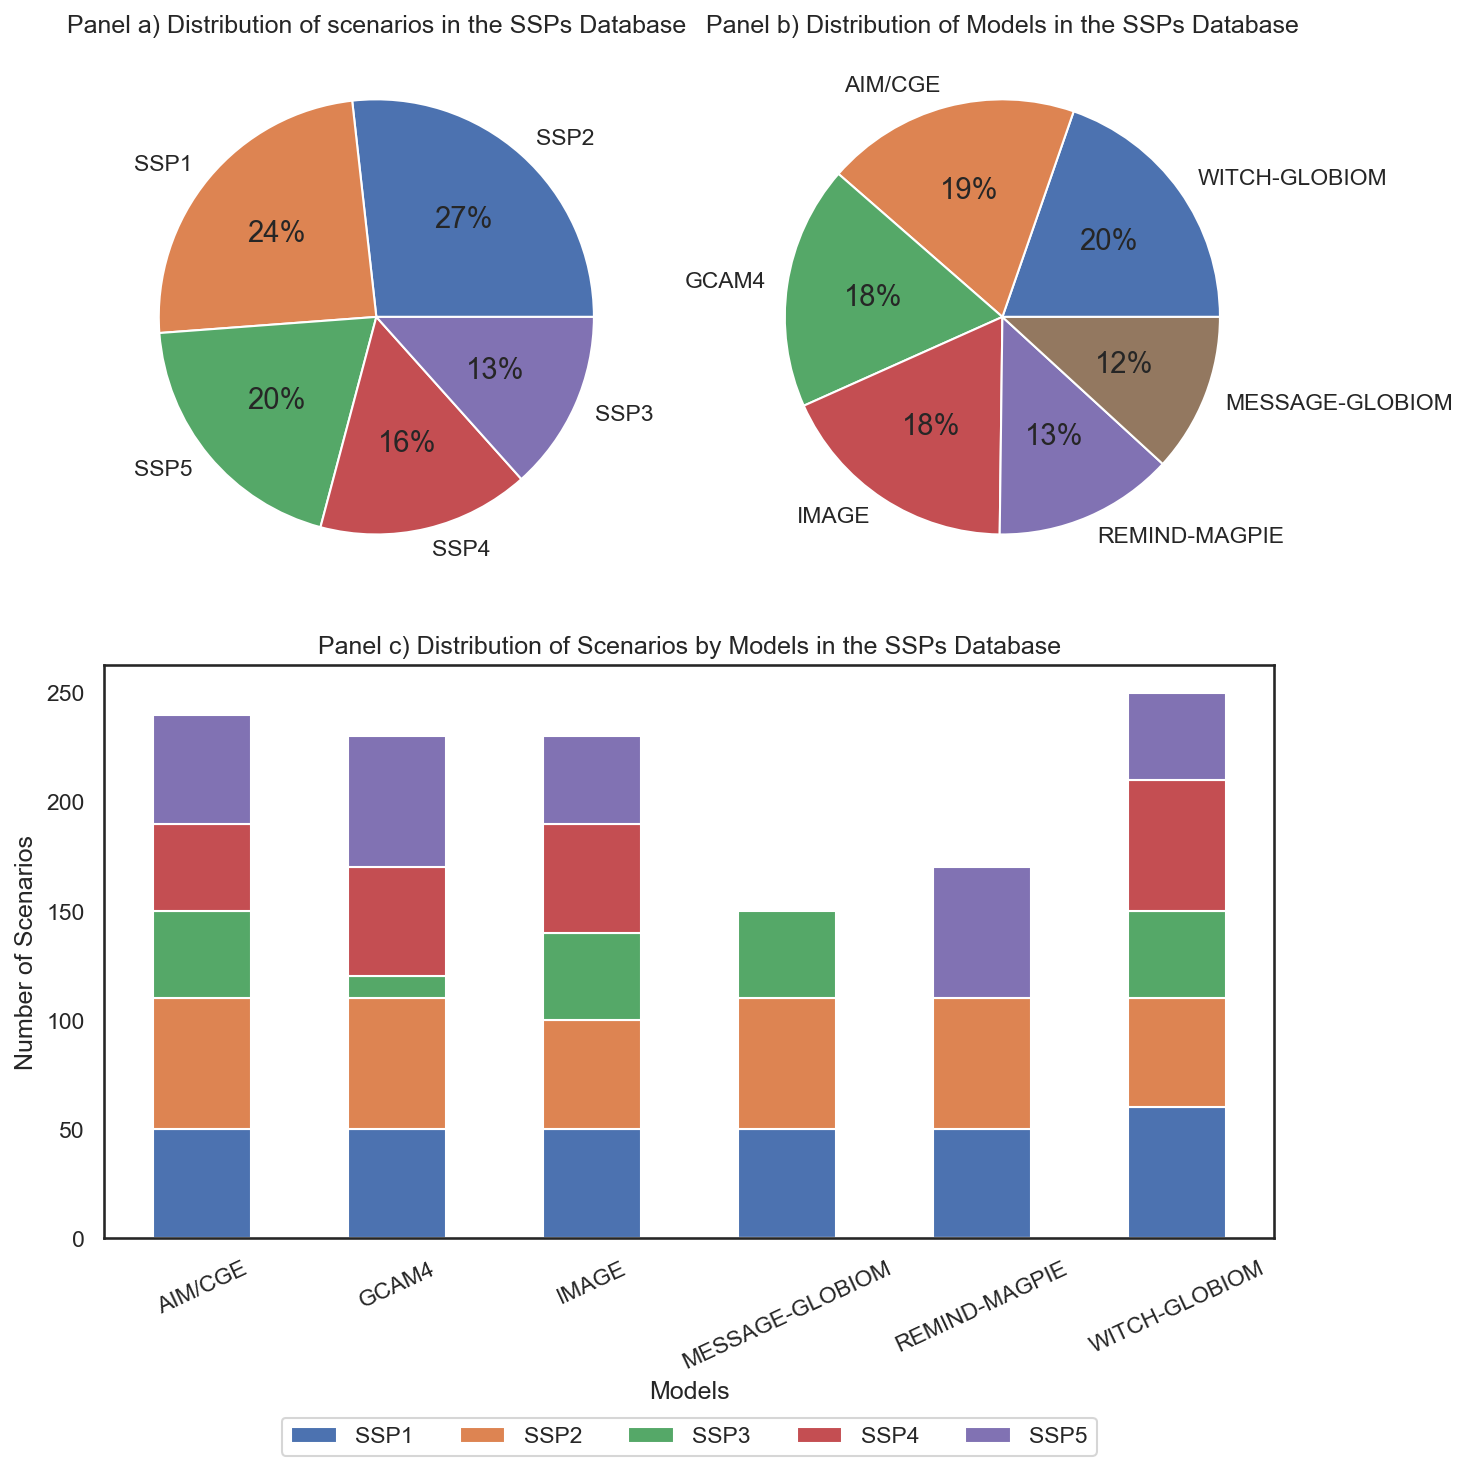 Panel a) Distribution of scenarios in the SSPs Database
SSP2
SSP1
27%
24%
13%
20%
16%
SSP3
SSP5
SSP4
Panel b) Distribution of Models in the SSPs Database
AIM/CGE
WITCH-GLOBIOM
19%
20%
GCAM4
18%
12%
MESSAGE-GLOBIOM
18%
13%
IMAGE
REMIND-MAGPIE
Panel c) Distribution of Scenarios by Models in the SSPs Database
Number of Scenarios
250
200
150
100
50
0
AIM/CGE
GCAM4
IMAGE
MESSAGE-GLOBIOM
REMIND-MAGPIE
WITCH-GLOBIOM
Models
SSP1
SSP2
SSP3
SSP4
SSP5